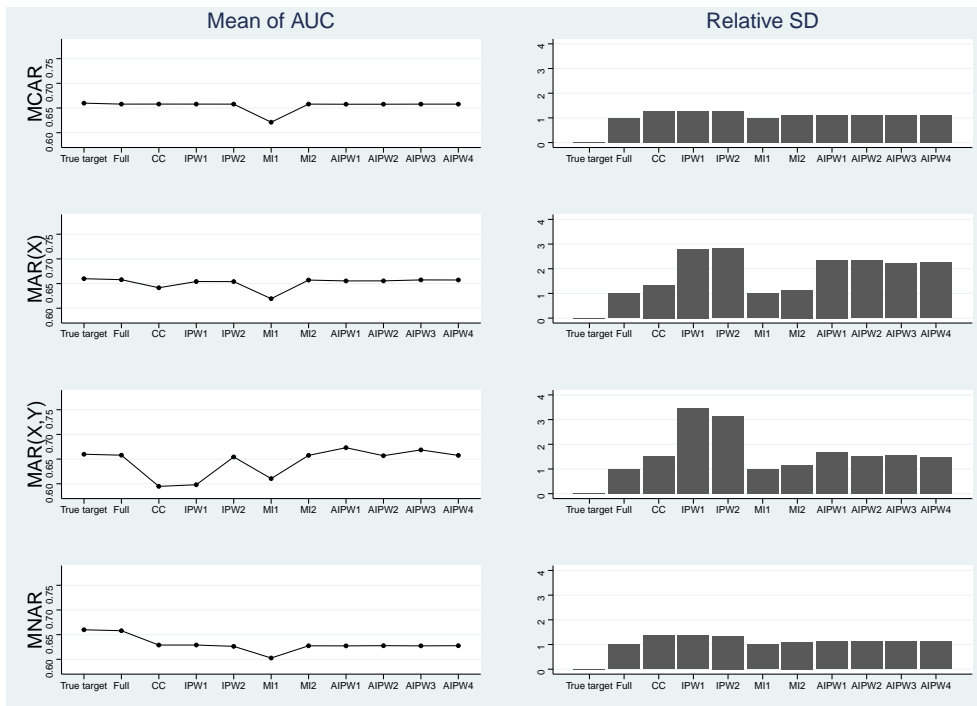 Mean of AUC
Relative SD
MCAR
0.60 0.65 0.70 0.75
True target Full CC IPW1 IPW2 MI1 MI2 AIPW1 AIPW2 AIPW3 AIPW4
0 1 2 3 4
True target Full CC IPW1 IPW2 MI1 MI2 AIPW1 AIPW2 AIPW3 AIPW4
MAR(X)
0.60 0.65 0.70 0.75
True target Full CC IPW1 IPW2 MI1 MI2 AIPW1 AIPW2 AIPW3 AIPW4
0 1 2 3 4
True target Full CC IPW1 IPW2 MI1 MI2 AIPW1 AIPW2 AIPW3 AIPW4
MAR(X,Y)
0.60 0.65 0.70 0.75
True target Full CC IPW1 IPW2 MI1 MI2 AIPW1 AIPW2 AIPW3 AIPW4
0 1 2 3 4
True target Full CC IPW1 IPW2 MI1 MI2 AIPW1 AIPW2 AIPW3 AIPW4
MNAR
0.60 0.65 0.70 0.75
True target Full CC IPW1 IPW2 MI1 MI2 AIPW1 AIPW2 AIPW3 AIPW4
0 1 2 3 4
True target Full CC IPW1 IPW2 MI1 MI2 AIPW1 AIPW2 AIPW3 AIPW4